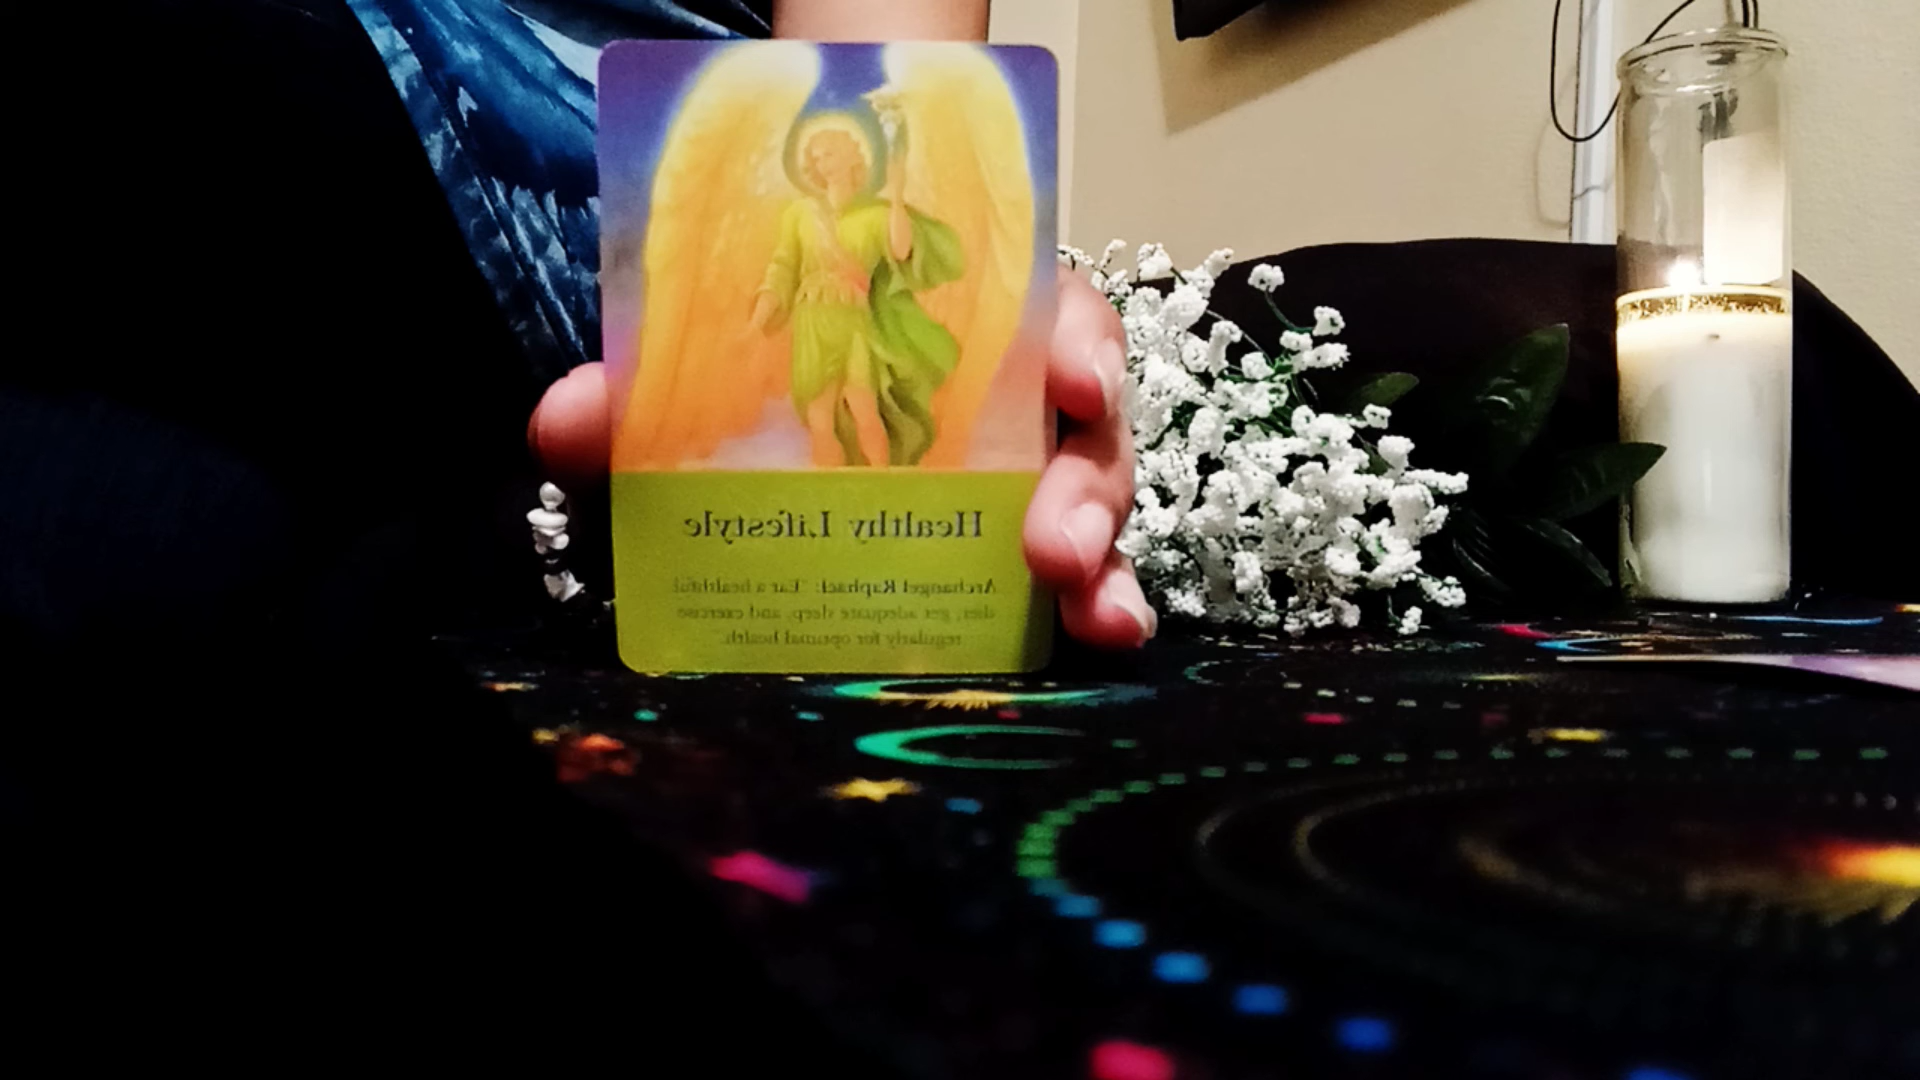 Healthy Lifestyle
Archangel Raphael: "Eat a healthful
diet, get adequate sleep, and exercise
regularly for optimal health.